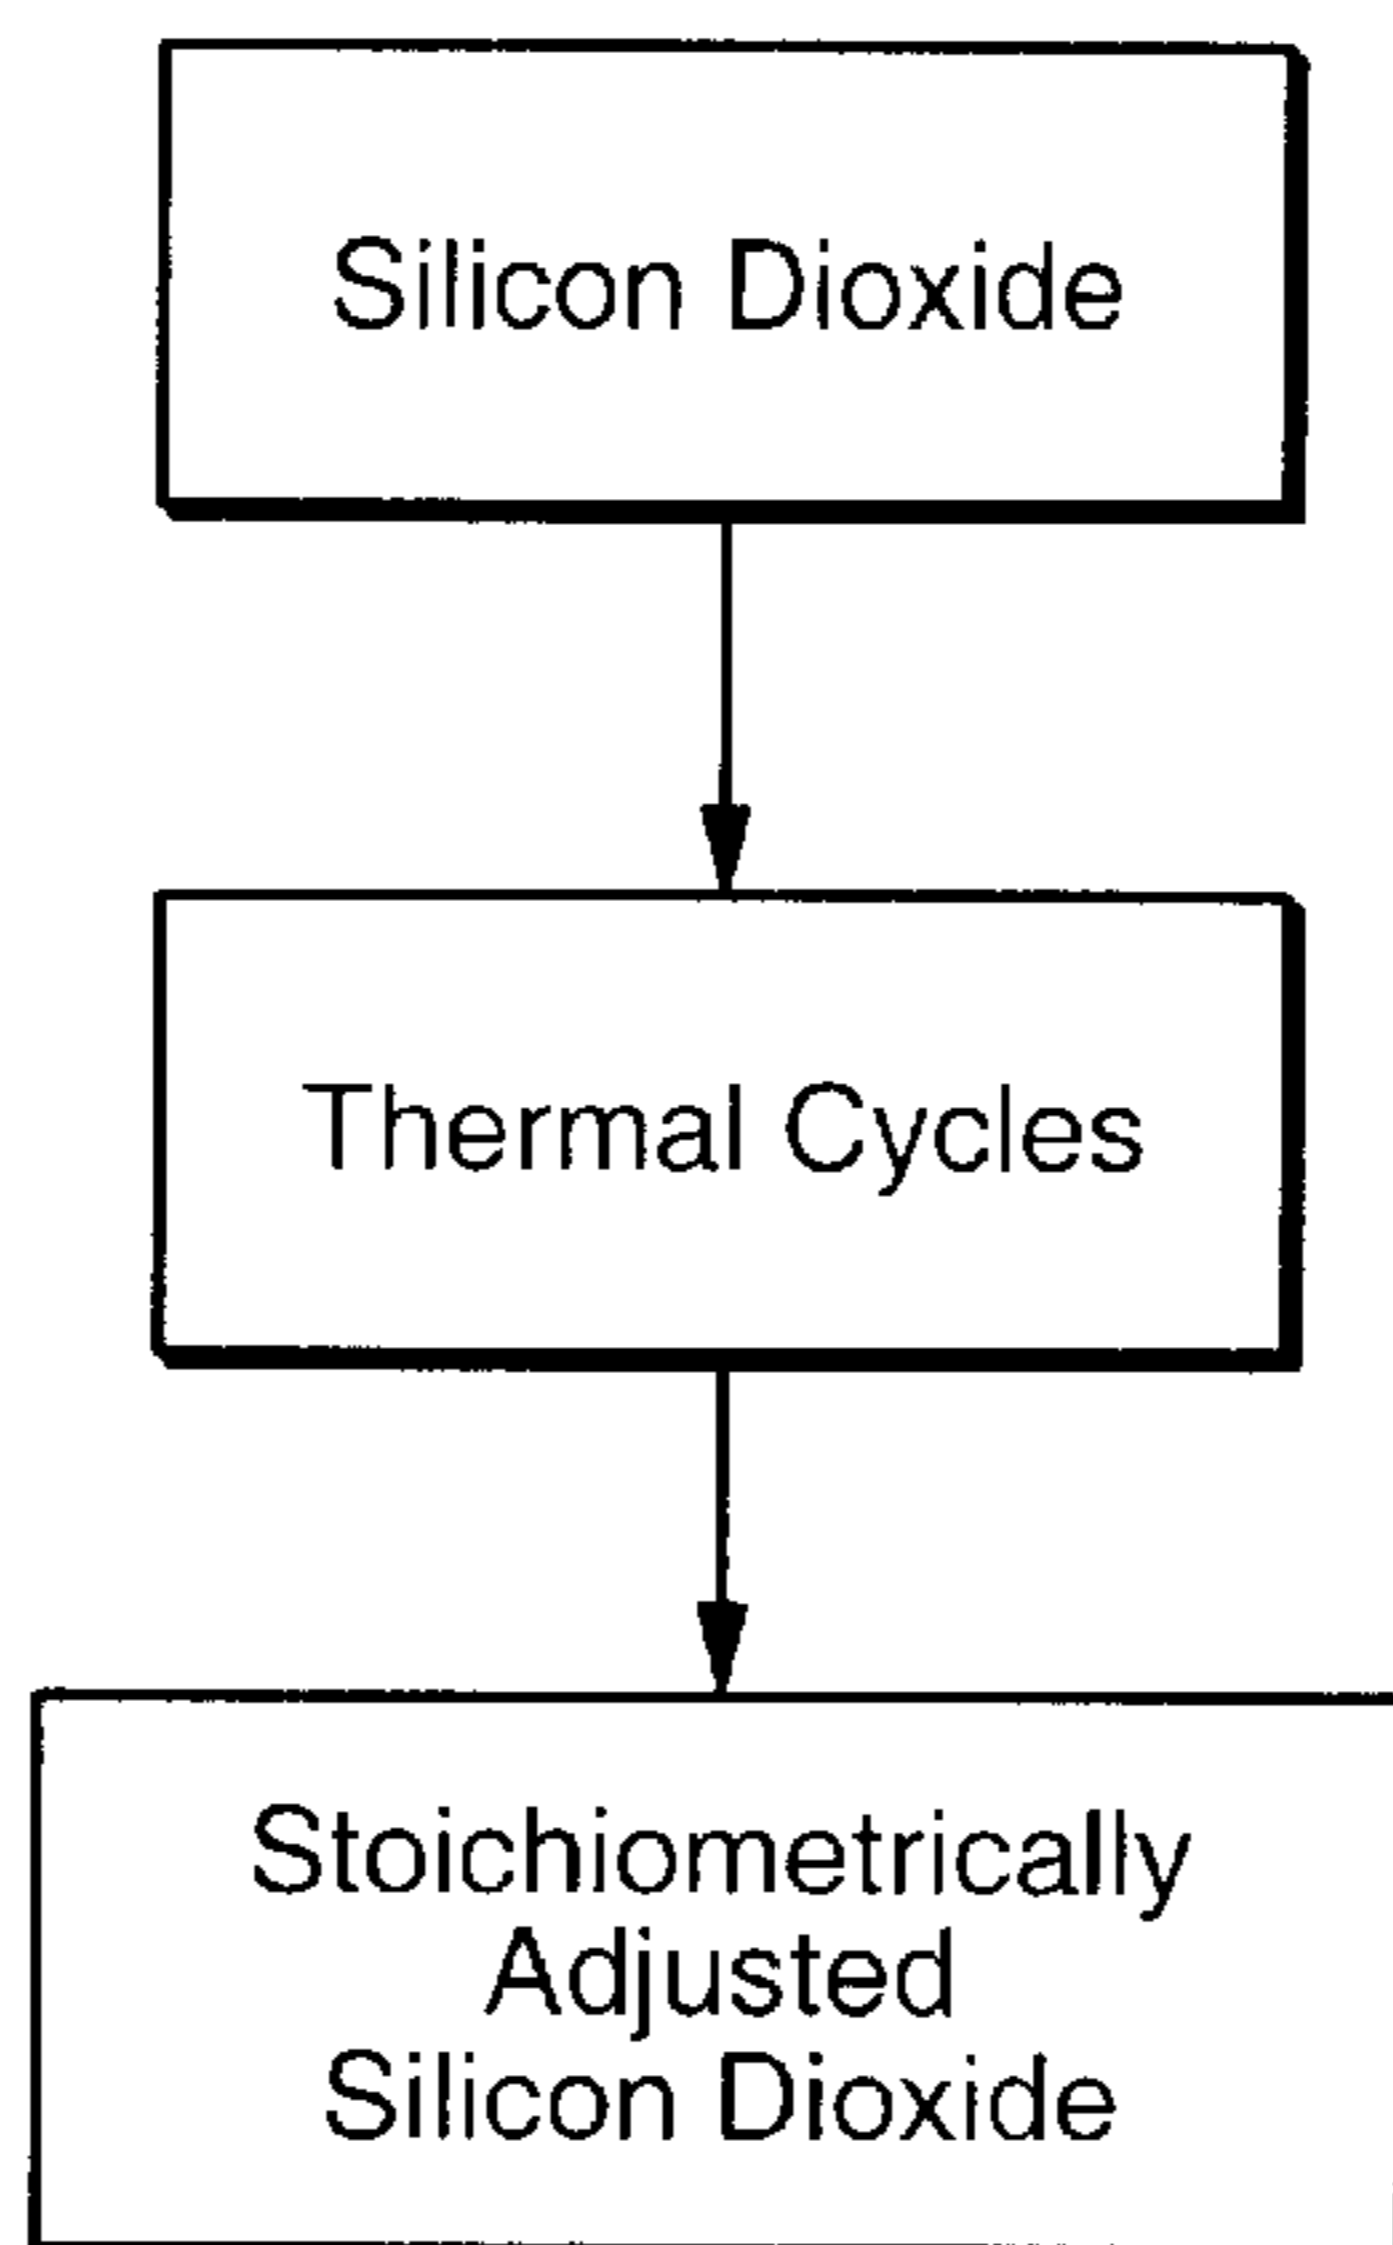 Silicon Dioxide
Thermal Cycles
Stoichiometrically
Adjusted
Silicon Dioxide